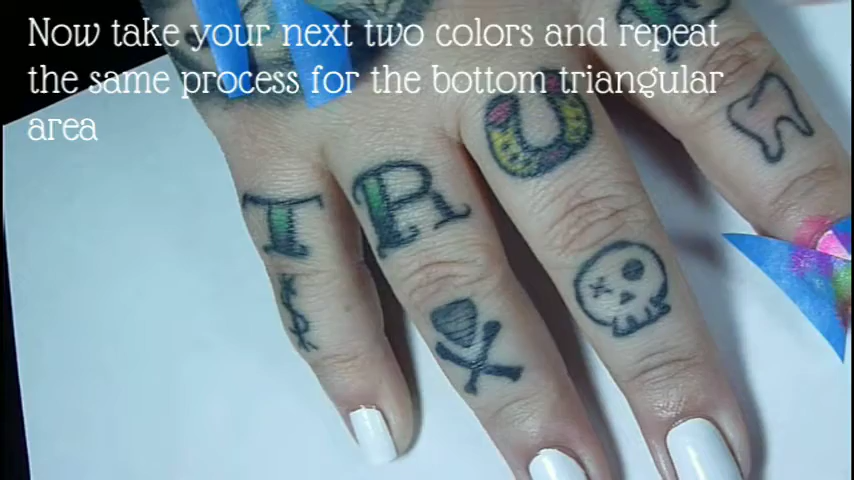 Now take your next two colors and repeat
the same process for the bottom triangular
area
T R U